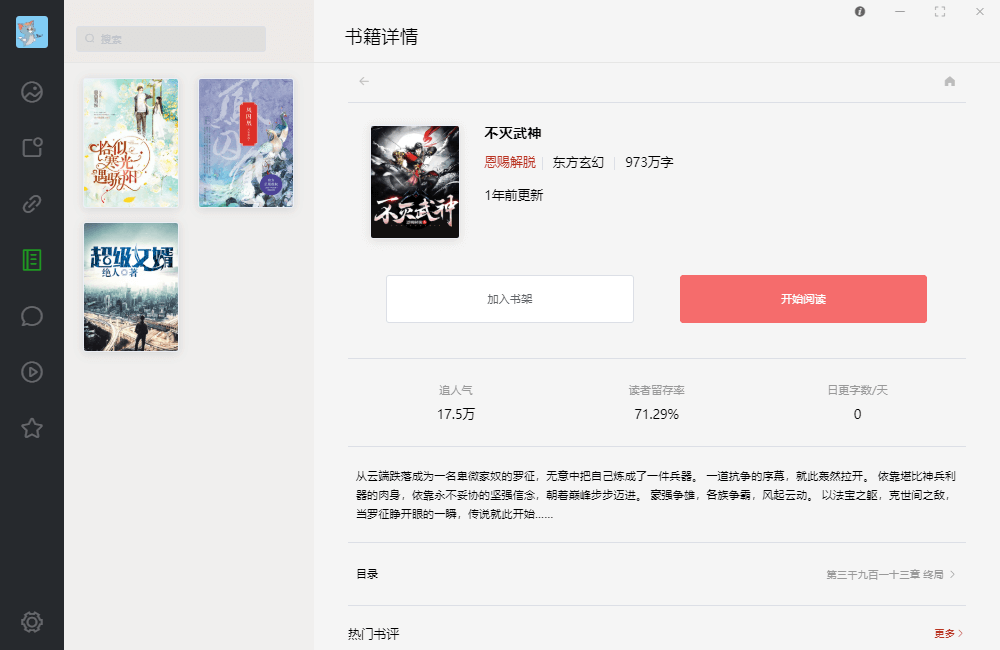 搜索
书籍详情
恰似
寒光
遇骄阳
风囚凰
超级女婿
绝人◎著
不灭武神
不灭武神
恩赐解脱 东方玄幻 973万字
1年前更新
加入书架
开始阅读
追人气 读者留存率 日更字数/天
17.5万 71.29% 0
从云端跌落成为一名卑微家奴的罗征，无意中把自己炼成了一件兵器。 一道抗争的序幕，就此轰然拉开。 依靠堪比神兵利
器的肉身，依靠永不妥协的坚强信念，朝着巅峰步步迈进。 蒙强争雄，各族争霸，风起云动。 以法宝之躯，克世间之敌，
当罗征睁开眼的一瞬，传说就此开始……
目录
第三千九百一十三章 终局
热门书评
更多